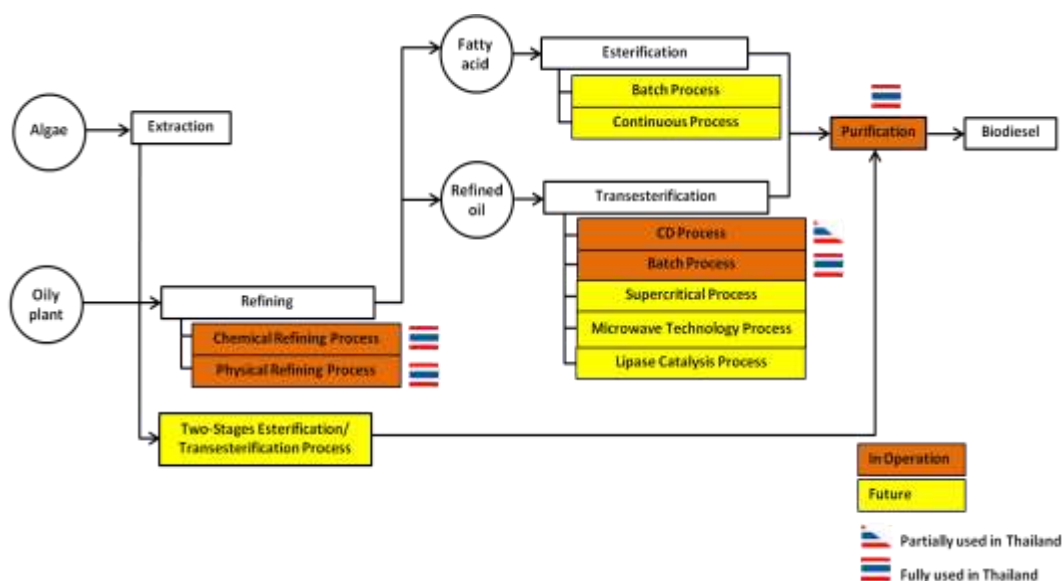 Fatty
acid
Esterification
Batch Process
Continuous Process
Algae
Extraction
Purification
Biodiesel
Refined
oil
Transesterification
CD Process
Batch Process
Supercritical Process
Microwave Technology Process
Lipase Catalysis Process
Oily
plant
Refining
Chemical Refining Process
Physical Refining Process
Two-Stages Esterification/
Transesterification Process
In Operation
Future
Partially used in Thailand
Fully used in Thailand